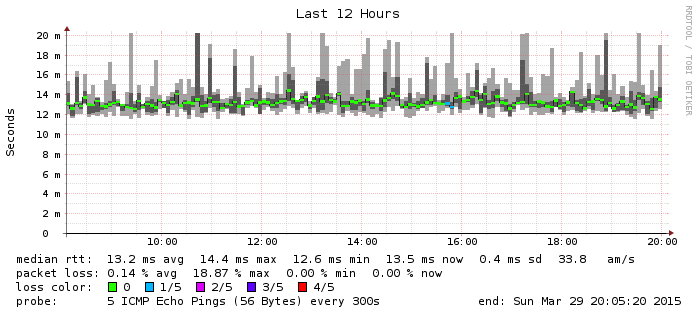 Last 12 Hours
RRDTOOL / TOBI OETIKER
Seconds
20 m
18 m
16 m
14 m
12 m
10 m
8 m
6 m
4 m
2 m
0
10:00 12:00 14:00 16:00 18:00 20:00
median rtt: 13.2 ms avg 14.4 ms max 12.6 ms min 13.5 ms now 0.4 ms sd 33.8 am/s
packet loss: 0.14 % avg 18.87 % max 0.00 % min 0.00 % now
loss color: 0 1/5 2/5 3/5 4/5
probe: 5 ICMP Echo Pings (56 Bytes) every 300s end: Sun Mar 29 20:05:20 2015